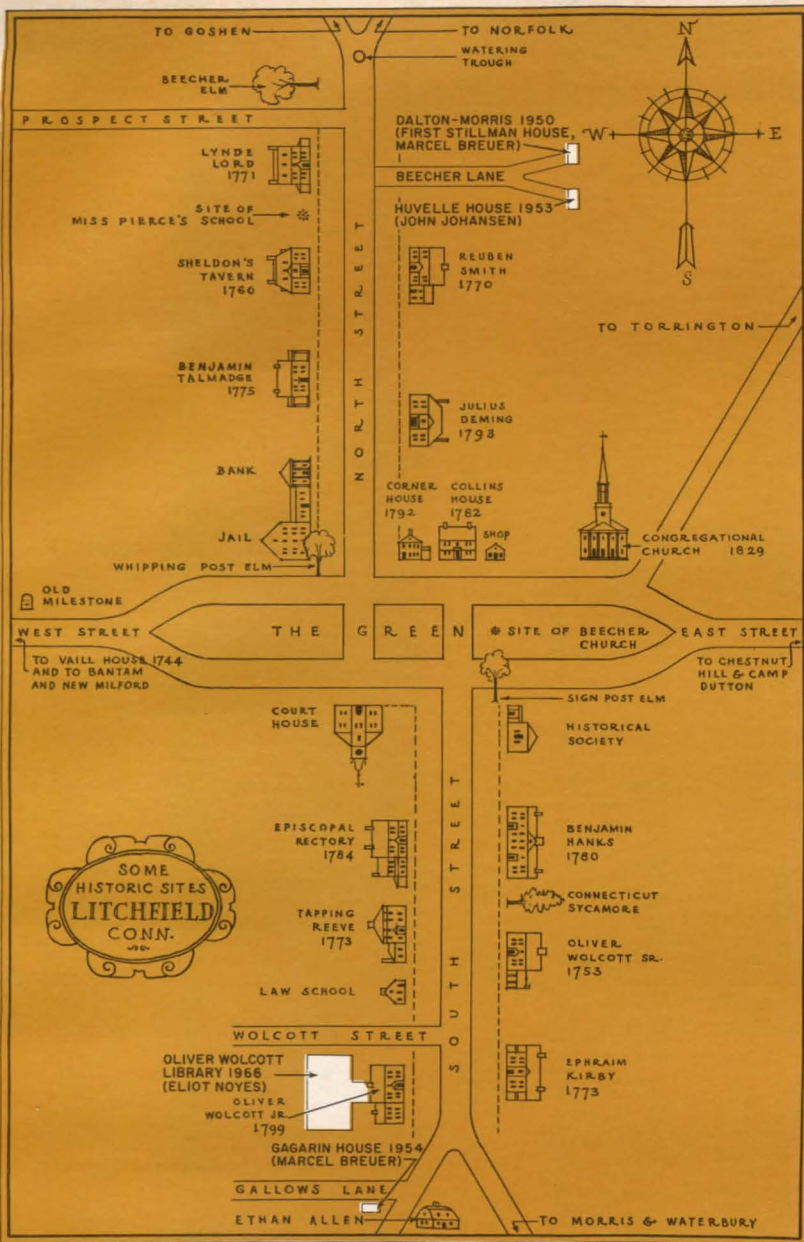 TO GOSHEN
TO NORFOLK
WATERING
TROUGH
BEECHER
ELM
N
W
E
S
PROSPECT STREET
DALTON-MORRIS 1950
(FIRST STILLMAN HOUSE,
MARCEL BREUER)
LYNDE
LORD
1771
BEECHER LANE
SITE OF
MISS PIERCE'S SCHOOL
HUVELLE HOUSE 1953
(JOHN JOHANSEN)
SHELDON'S
TAVERN
1760
REUBEN
SMITH
1770
NORTH STREET
TO TORRINGTON
BENJAMIN
TALMADGE
1775
JULIUS
DEMING
1793
BANK
CORNER
HOUSE
1792
COLLINS
HOUSE
1782
SHOP
JAIL
CONGREGATIONAL
CHURCH 1829
WHIPPING POST ELM
OLD
MILESTONE
WEST STREET
THE GREEN
SITE OF BEECHER
CHURCH
EAST STREET
TO VAILL HOUSE 1744
AND TO BANTAM
AND NEW MILFORD
TO CHESTNUT
HILL & CAMP
DUTTON
SIGN POST ELM
COURT
HOUSE
HISTORICAL
SOCIETY
SOUTH STREET
EPISCOPAL
RECTORY
1784
BENJAMIN
HANKS
1780
SOME
HISTORIC SITES
LITCHFIELD
CONN.
CONNECTICUT
SYCAMORE
TAPPING
REEVE
1773
OLIVER
WOLCOTT SR.
1753
LAW SCHOOL
WOLCOTT STREET
OLIVER WOLCOTT
LIBRARY 1966
(ELIOT NOYES)
OLIVER
WOLCOTT JR
1799
EPHRAIM
KIRBY
1773
GAGARIN HOUSE 1954
(MARCEL BREUER)
GALLOWS LANE
ETHAN ALLEN
TO MORRIS & WATERBURY